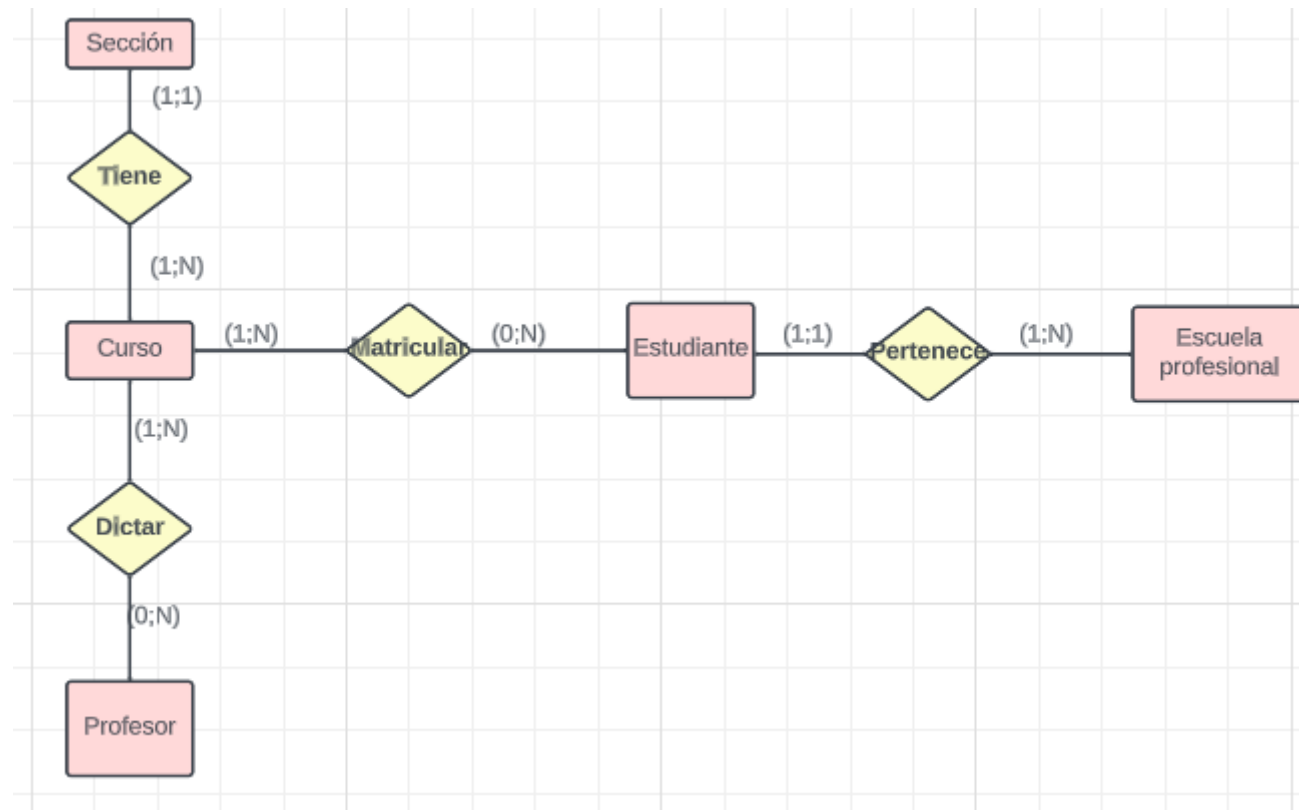 Sección
(1;1)
Tiene
(1;N)
Curso
(1;N)
Matricular
(0;N)
Estudiante
(1;1)
Pertenece
(1;N)
Escuela
profesional
(1;N)
Dictar
(0;N)
Profesor